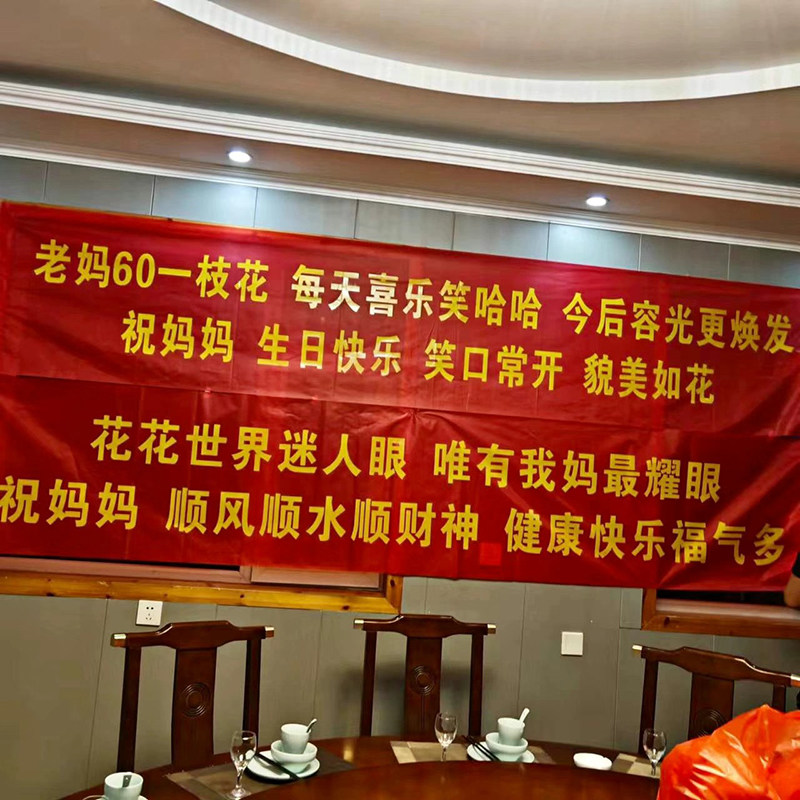 老妈60一枝花 每天喜乐笑哈哈 今后容光更焕发
祝妈妈 生日快乐 笑口常开 貌美如花
花花世界迷人眼 唯有我妈最耀眼
祝妈妈 顺风顺水顺财神 健康快乐福气多